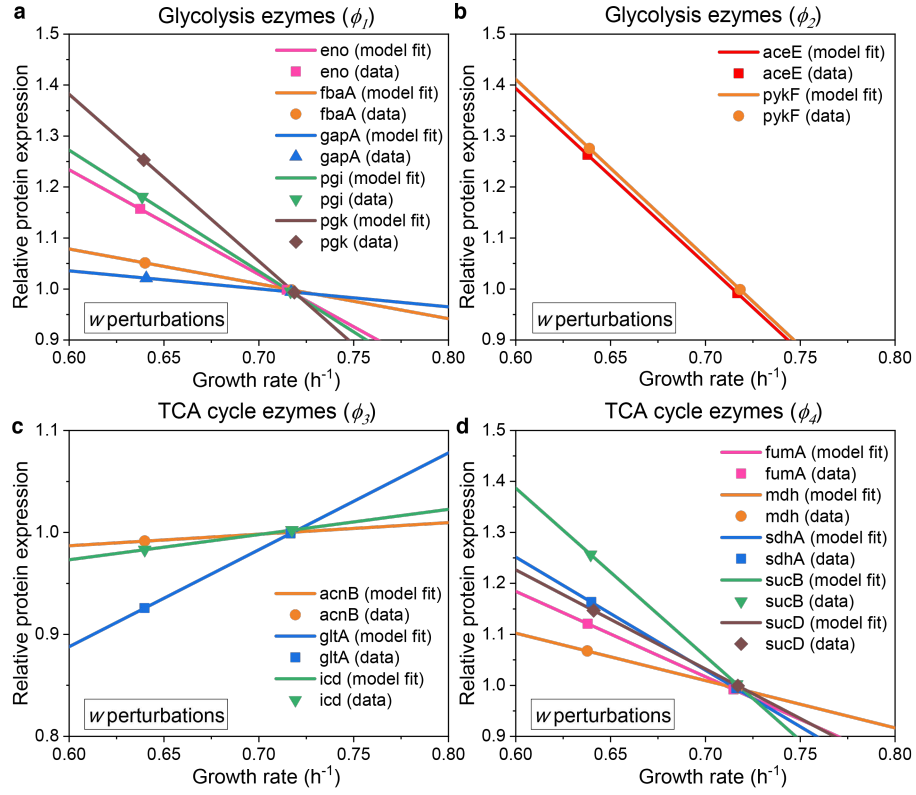 a Glycolysis ezymes (ϕ1)
Relative protein expression
1.5
1.4
1.3
1.2
1.1
1.0
0.9
eno (model fit)
eno (data)
fbaA (model fit)
fbaA (data)
gapA (model fit)
gapA (data)
pgi (model fit)
pgi (data)
pgk (model fit)
pgk (data)
w perturbations
0.60 0.65 0.70 0.75 0.80
Growth rate (h-1)
b Glycolysis ezymes (ϕ2)
Relative protein expression
1.5
1.4
1.3
1.2
1.1
1.0
0.9
aceE (model fit)
aceE (data)
pykF (model fit)
pykF (data)
w perturbations
0.60 0.65 0.70 0.75 0.80
Growth rate (h-1)
c TCA cycle ezymes (ϕ3)
Relative protein expression
1.1
1.0
0.9
0.8
acnB (model fit)
acnB (data)
gltA (model fit)
gltA (data)
icd (model fit)
icd (data)
w perturbations
0.60 0.65 0.70 0.75 0.80
Growth rate (h-1)
d TCA cycle ezymes (ϕ4)
Relative protein expression
1.5
1.4
1.3
1.2
1.1
1.0
0.9
fumA (model fit)
fumA (data)
mdh (model fit)
mdh (data)
sdhA (model fit)
sdhA (data)
sucB (model fit)
sucB (data)
sucD (model fit)
sucD (data)
w perturbations
0.60 0.65 0.70 0.75 0.80
Growth rate (h-1)